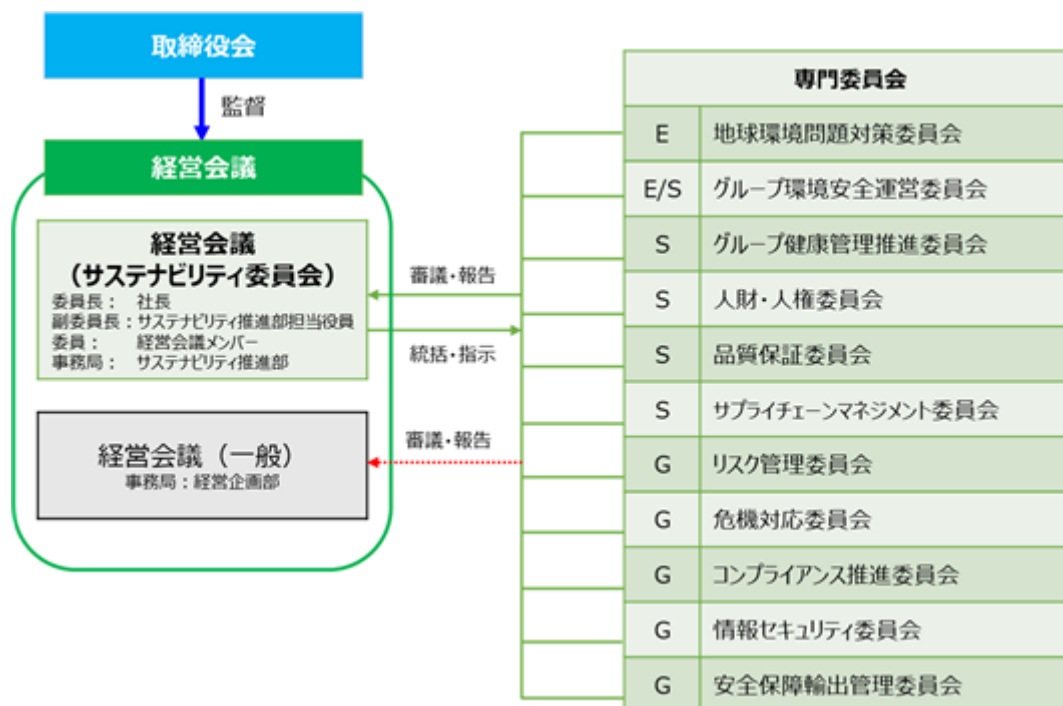 取締役会
監督
経営会議
経営会議
（サステナビリティ委員会）
委員長： 社長
副委員長：サステナビリティ推進部担当役員
委員： 経営会議メンバー
事務局： サステナビリティ推進部
経営会議（一般）
事務局：経営企画部
審議・報告
統括・指示
審議・報告
専門委員会
E 地球環境問題対策委員会
E/S グループ環境安全運営委員会
S グループ健康管理推進委員会
S 人財・人権委員会
S 品質保証委員会
S サプライチェーンマネジメント委員会
G リスク管理委員会
G 危機対応委員会
G コンプライアンス推進委員会
G 情報セキュリティ委員会
G 安全保障輸出管理委員会